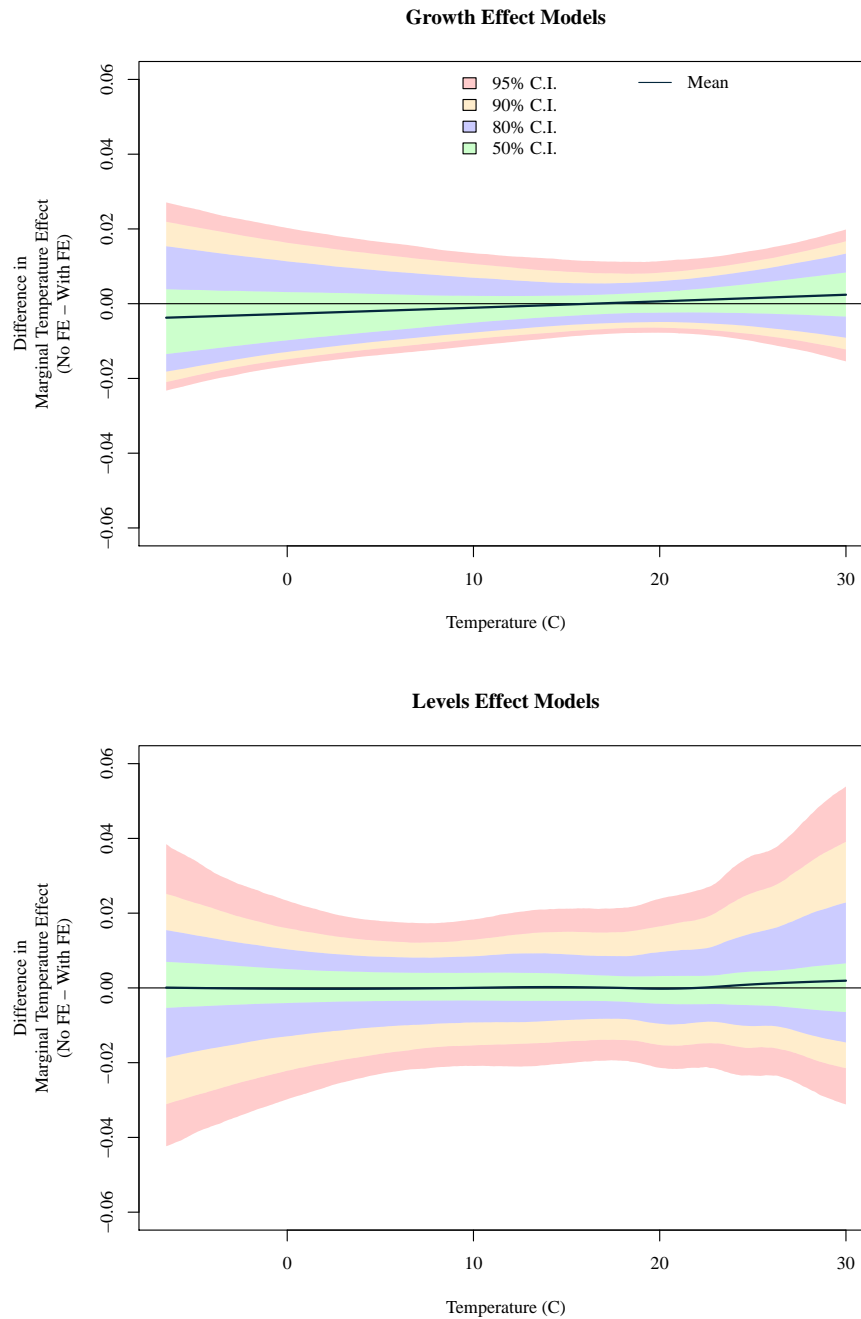 Growth Effect Models
95% C.I.
90% C.I.
80% C.I.
50% C.I.
Mean
0.06
0.04
0.02
0.00
−0.02
−0.04
−0.06
Difference in
Marginal Temperature Effect
(No FE − With FE)
0 10 20 30
Temperature (C)
Levels Effect Models
0.06
0.04
0.02
0.00
−0.02
−0.04
−0.06
Difference in
Marginal Temperature Effect
(No FE − With FE)
0 10 20 30
Temperature (C)